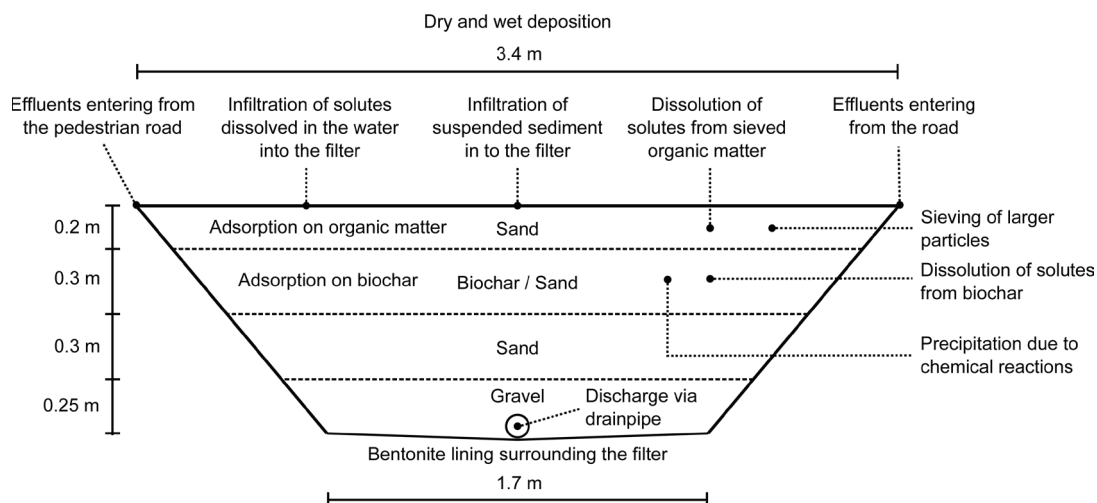 Dry and wet deposition
3.4 m
Effluents entering from
the pedestrian road
Infiltration of solutes
dissolved in the water
into the filter
Infiltration of
suspended sediment
in to the filter
Dissolution of
solutes from sieved
organic matter
Effluents entering
from the road
0.2 m
Adsorption on organic matter
Sand
Sieving of larger
particles
0.3 m
Adsorption on biochar
Biochar / Sand
Dissolution of solutes
from biochar
0.3 m
Sand
Precipitation due to
chemical reactions
0.25 m
Gravel
Discharge via
drainpipe
Bentonite lining surrounding the filter
1.7 m